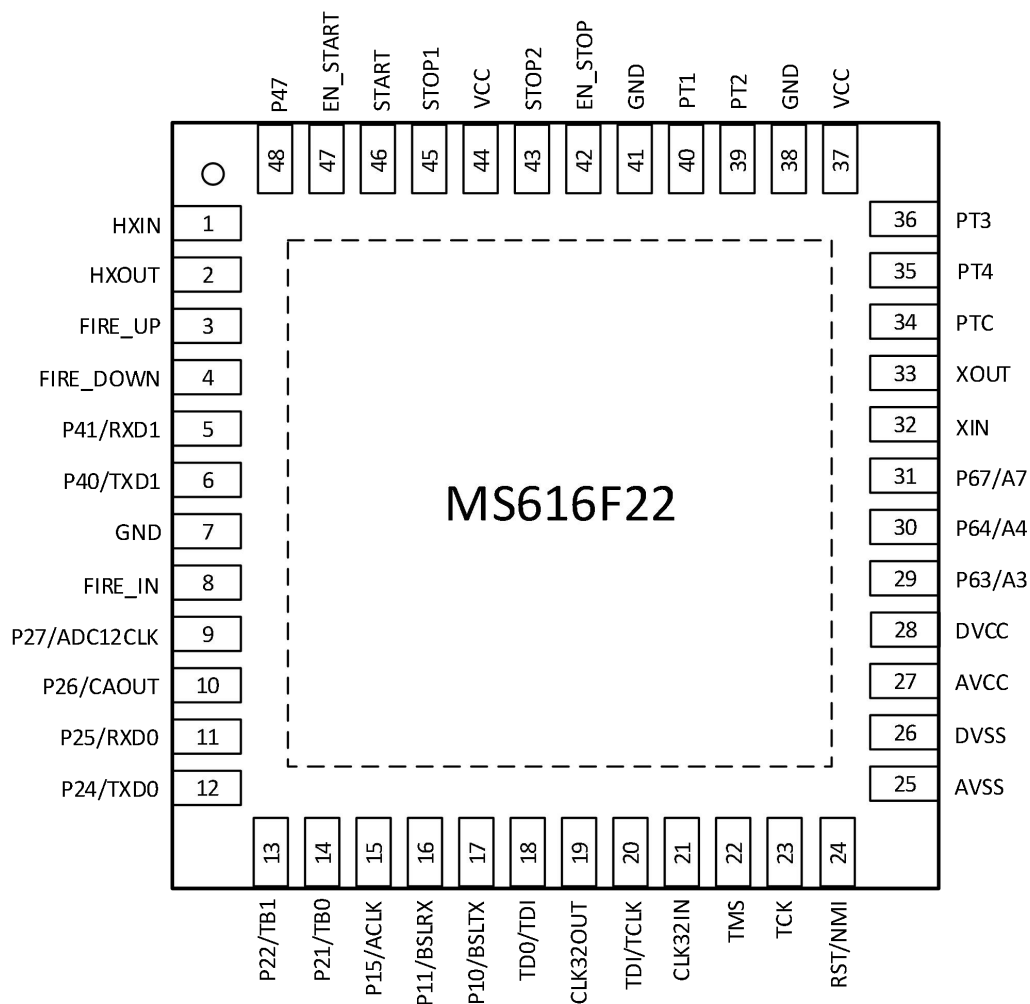 P47
EN_START
START
STOP1
VCC
STOP2
EN_STOP
GND
PT1
PT2
GND
VCC
48
47
46
45
44
43
42
41
40
39
38
37
HXIN 1
HXOUT 2
FIRE_UP 3
FIRE_DOWN 4
P41/RXD1 5
P40/TXD1 6
GND 7
FIRE_IN 8
P27/ADC12CLK 9
P26/CAOUT 10
P25/RXD0 11
P24/TXD0 12
MS616F22
36 PT3
35 PT4
34 PTC
33 XOUT
32 XIN
31 P67/A7
30 P64/A4
29 P63/A3
28 DVCC
27 AVCC
26 DVSS
25 AVSS
13
14
15
16
17
18
19
20
21
22
23
24
P22/TB1
P21/TB0
P15/ACLK
P11/BSLRX
P10/BSLTX
TD0/TDI
CLK32OUT
TDI/TCLK
CLK32IN
TMS
TCK
RST/NMI